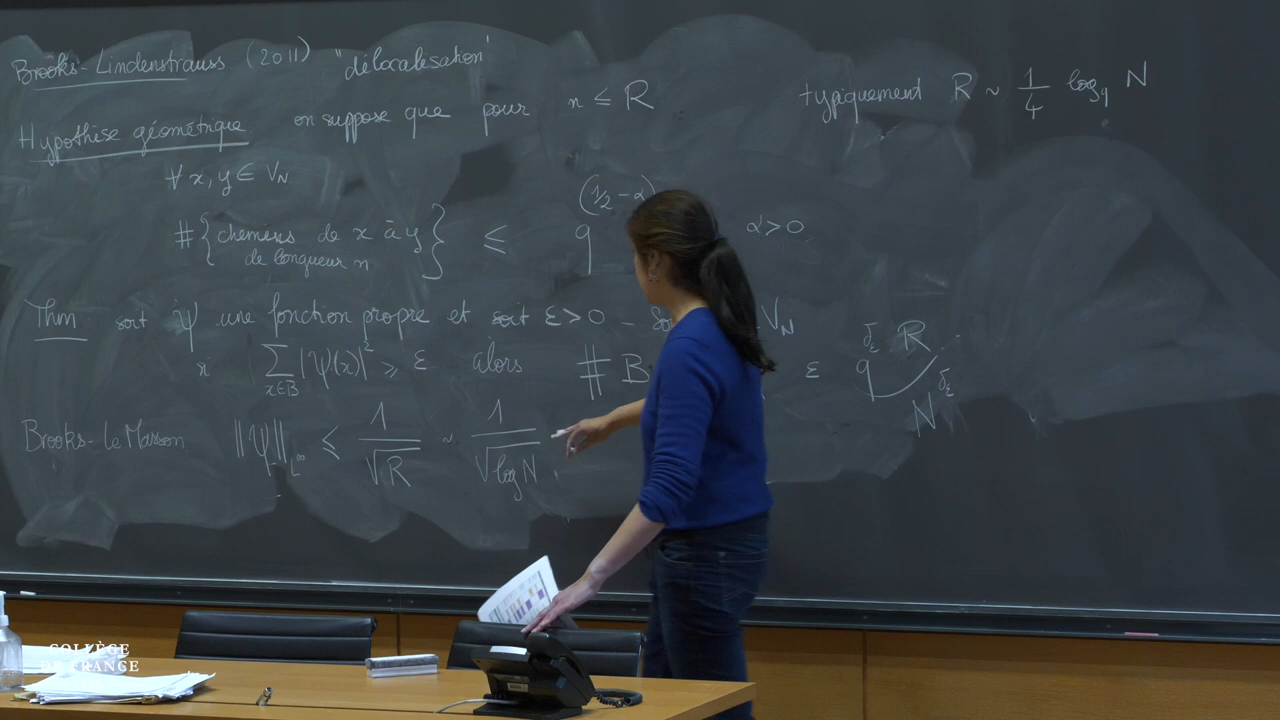 Brooks-Lindenstrauss (2011) "délocalisation"
typiquement R ~ 1/4 log_q N
Hypothèse géométrique on suppose que pour n ≤ R
∀ x, y ∈ V_N
#{chemins de x à y de longueur n} ≤ q^(1/2 - α) α > 0
Thm soit ψ une fonction propre et soit ε > 0 - So V_N
si ∑_{x∈B} |ψ(x)|² ≥ ε alors # B ε q^{δ_ε R}
N^{δ_ε}
Brooks-Le Masson ||ψ||_{L^∞} ≤ 1/√R ~ 1/√log N
COLLÈGE
DE FRANCE